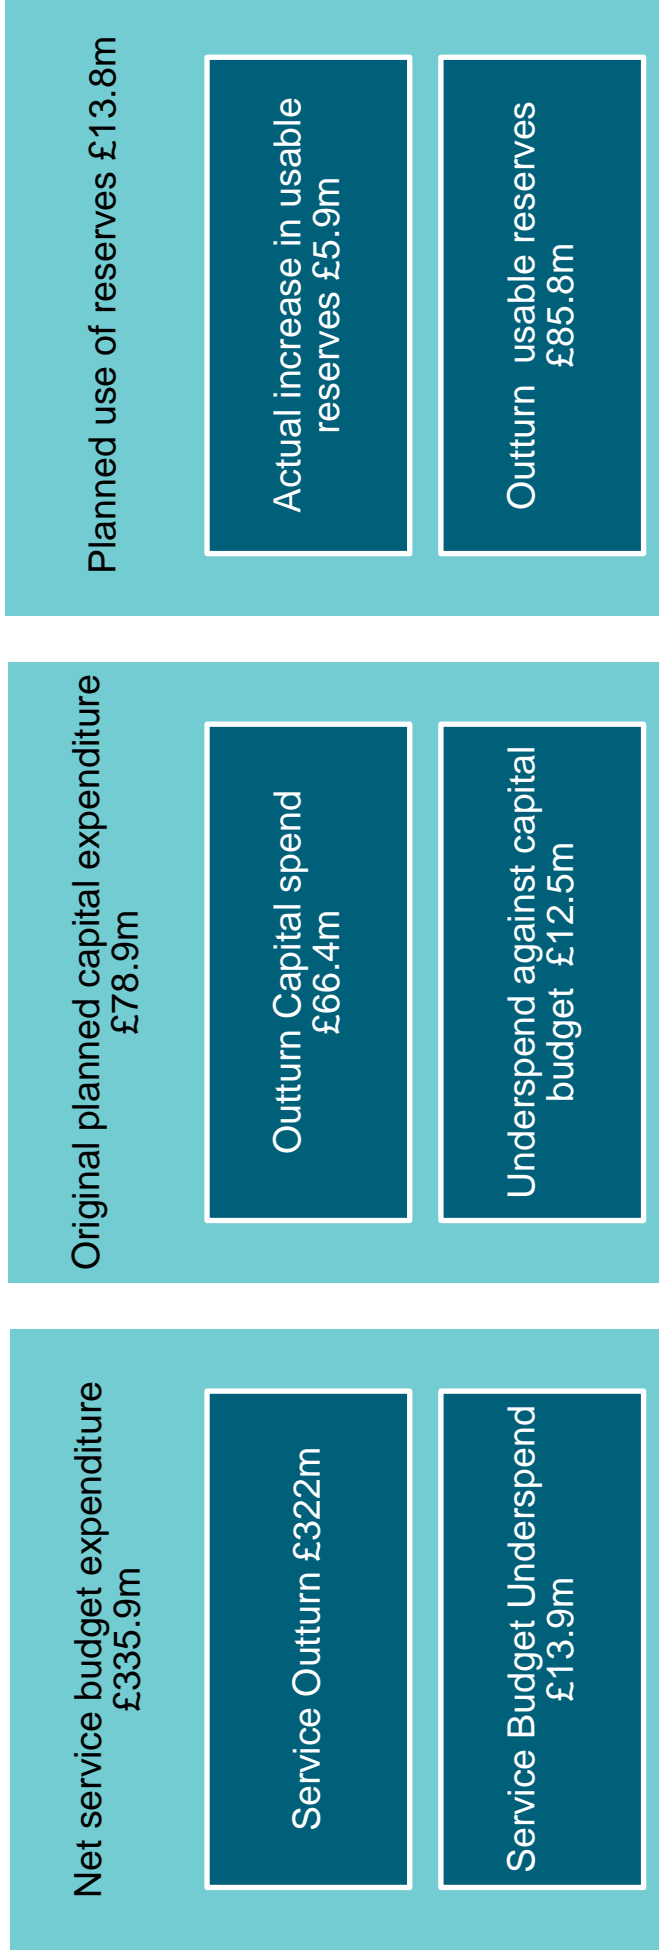 Net service budget expenditure
£335.9m
Service Outturn £322m
Service Budget Underspend
£13.9m
Original planned capital expenditure
£78.9m
Outturn Capital spend
£66.4m
Underspend against capital
budget £12.5m
Planned use of reserves £13.8m
Actual increase in usable
reserves £5.9m
Outturn usable reserves
£85.8m